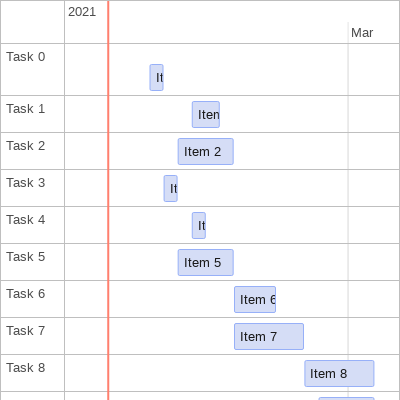 2021
Mar
Task 0
It
Task 1
Iten
Task 2
Item 2
Task 3
It
Task 4
It
Task 5
Item 5
Task 6
Item 6
Task 7
Item 7
Task 8
Item 8